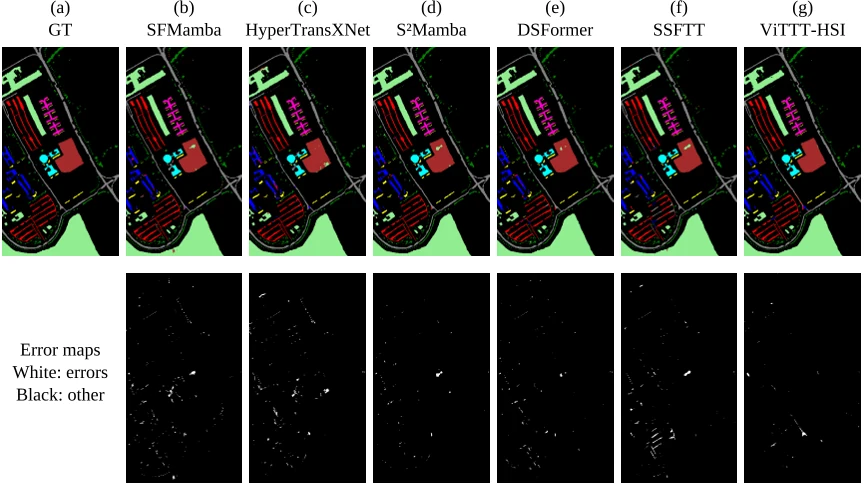 (a) (b) (c) (d) (e) (f) (g)
GT SFMamba HyperTransXNet S²Mamba DSFormer SSFTT ViTTT-HSI
Error maps
White: errors
Black: other